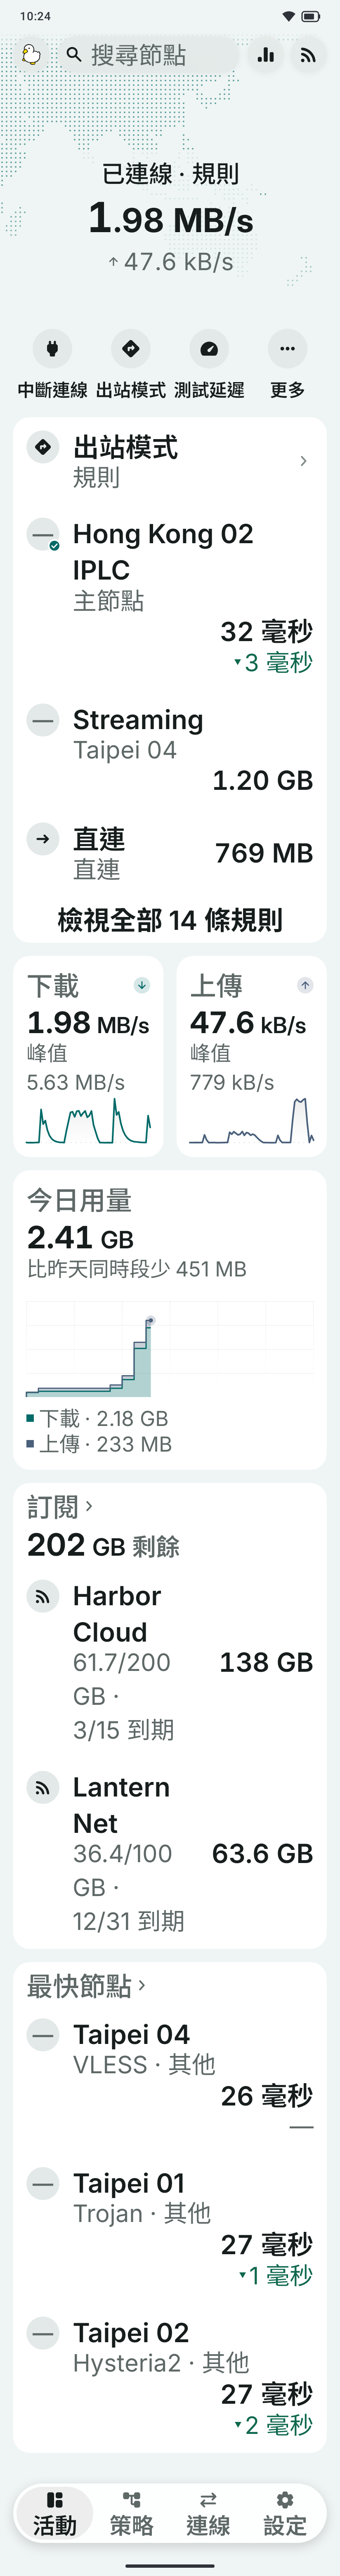 10:24
搜尋節點
已連線 · 規則
1.98 MB/s
↑ 47.6 kB/s
中斷連線 出站模式 測試延遲 更多
出站模式
規則
Hong Kong 02
IPLC
主節點
32 毫秒
▼3 毫秒
Streaming
Taipei 04
1.20 GB
直連
直連
769 MB
檢視全部 14 條規則
下載
1.98 MB/s
峰值
5.63 MB/s
上傳
47.6 kB/s
峰值
779 kB/s
今日用量
2.41 GB
比昨天同時段少 451 MB
下載 · 2.18 GB
上傳 · 233 MB
訂閱
202 GB 剩餘
Harbor
Cloud
61.7/200
GB ·
3/15 到期
138 GB
Lantern
Net
36.4/100
GB ·
12/31 到期
63.6 GB
最快節點
Taipei 04
VLESS · 其他
26 毫秒
—
Taipei 01
Trojan · 其他
27 毫秒
▼1 毫秒
Taipei 02
Hysteria2 · 其他
27 毫秒
▼2 毫秒
活動 策略 連線 設定